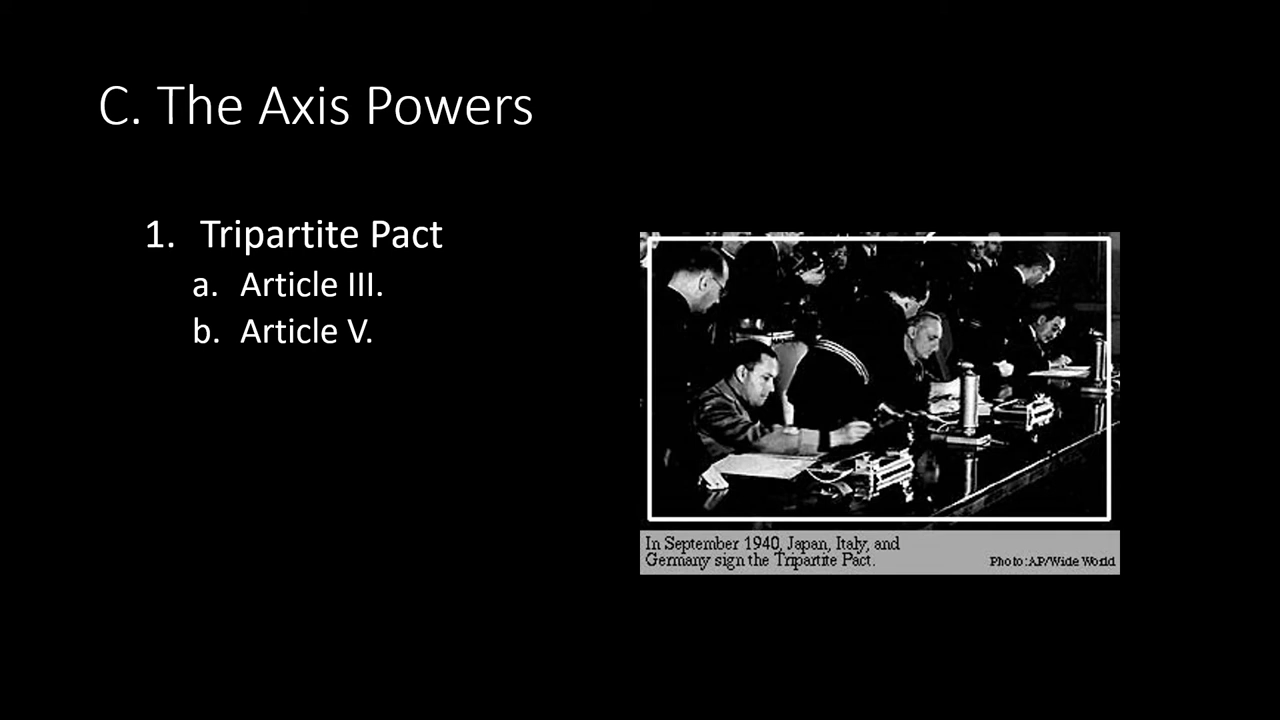 C. The Axis Powers
1. Tripartite Pact
a. Article III.
b. Article V.
In September 1940, Japan, Italy, and
Germany sign the Tripartite Pact.
Photo: AP/Wide World